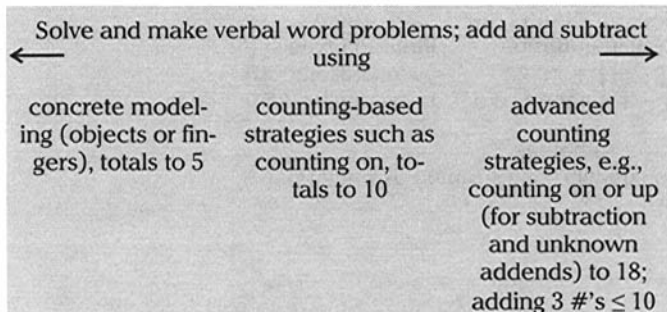 Solve and make verbal word problems; add and subtract
using
concrete model-
ing (objects or fin-
gers), totals to 5
counting-based
strategies such as
counting on, to-
tals to 10
advanced
counting
strategies, e.g.,
counting on or up
(for subtraction
and unknown
addends) to 18;
adding 3 #'s ≤ 10